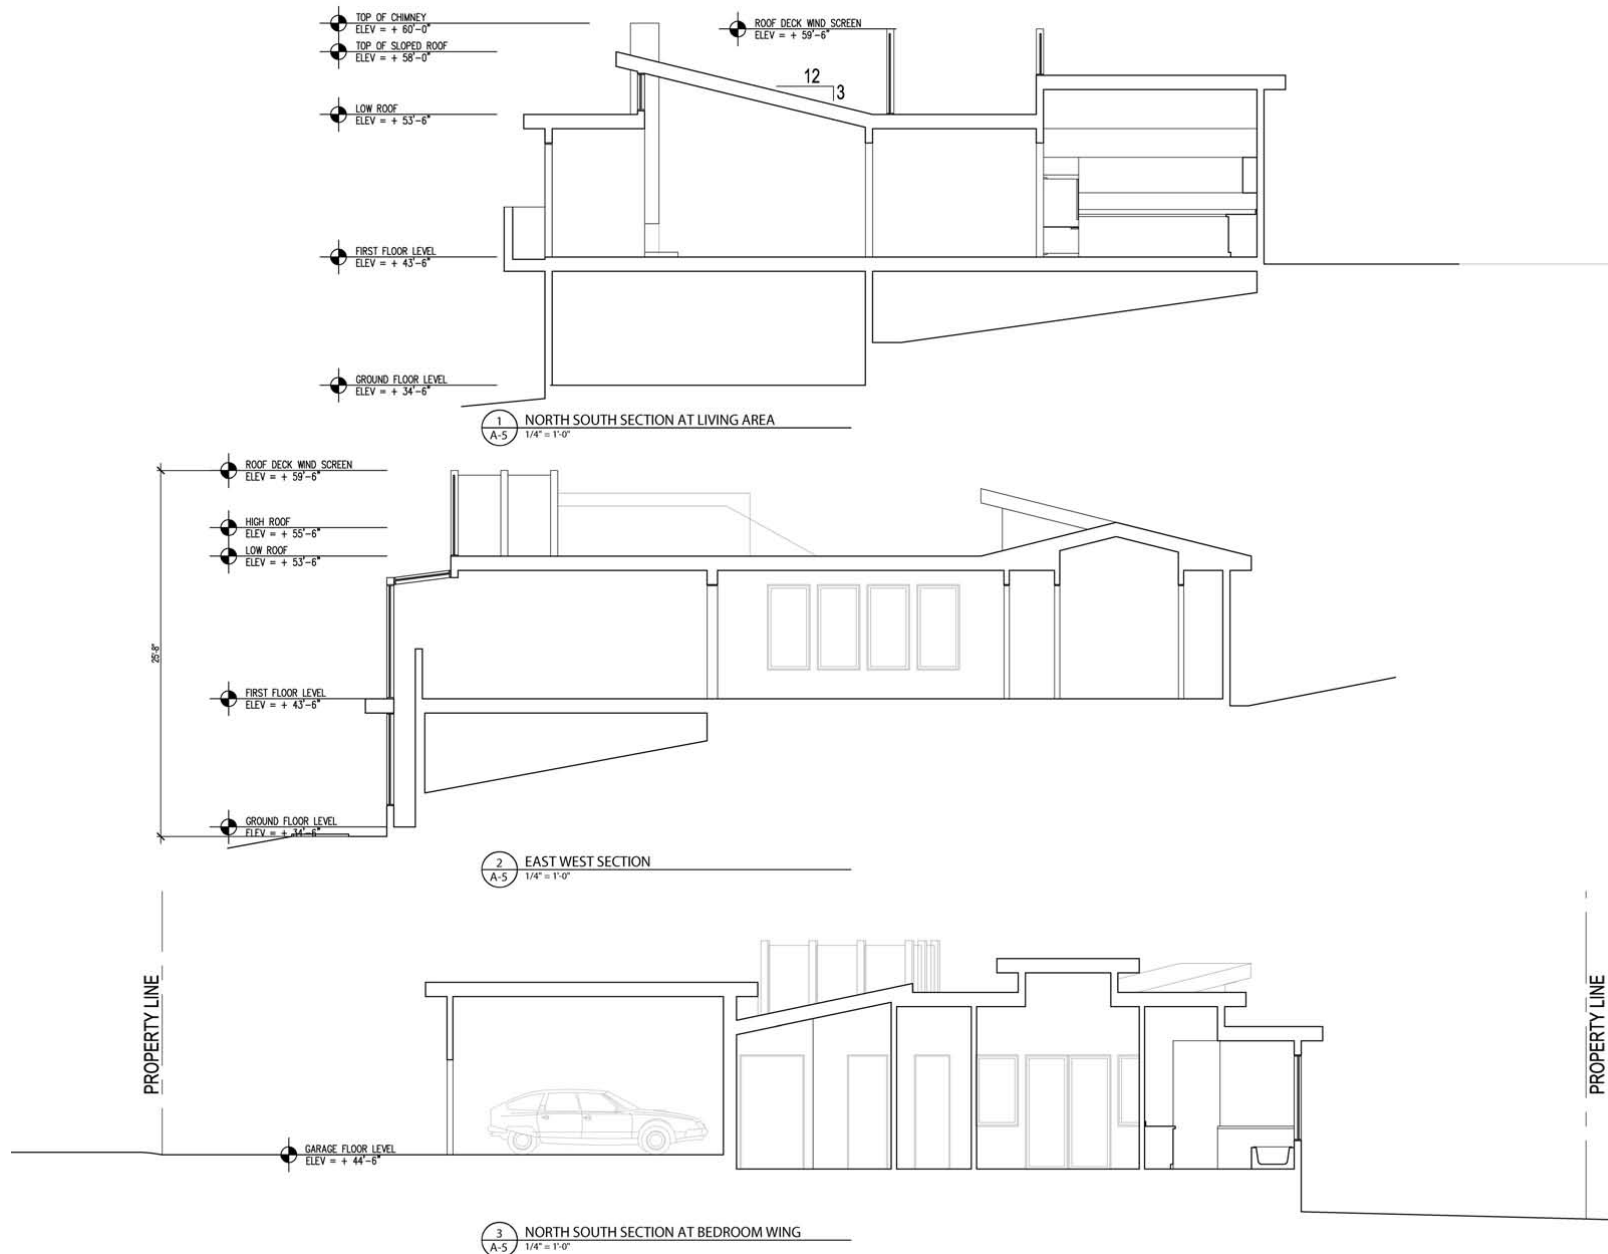 TOP OF CHIMNEY
ELEV = + 60'-0"
TOP OF SLOPED ROOF
ELEV = + 58'-0"
ROOF DECK WIND SCREEN
ELEV = + 59'-6"
12
3
LOW ROOF
ELEV = + 53'-6"
FIRST FLOOR LEVEL
ELEV = + 43'-6"
GROUND FLOOR LEVEL
ELEV = + 34'-6"
1
A-5
NORTH SOUTH SECTION AT LIVING AREA
1/4" = 1'-0"
ROOF DECK WIND SCREEN
ELEV = + 59'-6"
HIGH ROOF
ELEV = + 55'-6"
LOW ROOF
ELEV = + 53'-6"
25'-8"
FIRST FLOOR LEVEL
ELEV = + 43'-6"
GROUND FLOOR LEVEL
ELEV = + 34'-6"
2
A-5
EAST WEST SECTION
1/4" = 1'-0"
PROPERTY LINE
PROPERTY LINE
GARAGE FLOOR LEVEL
ELEV = + 44'-6"
3
A-5
NORTH SOUTH SECTION AT BEDROOM WING
1/4" = 1'-0"